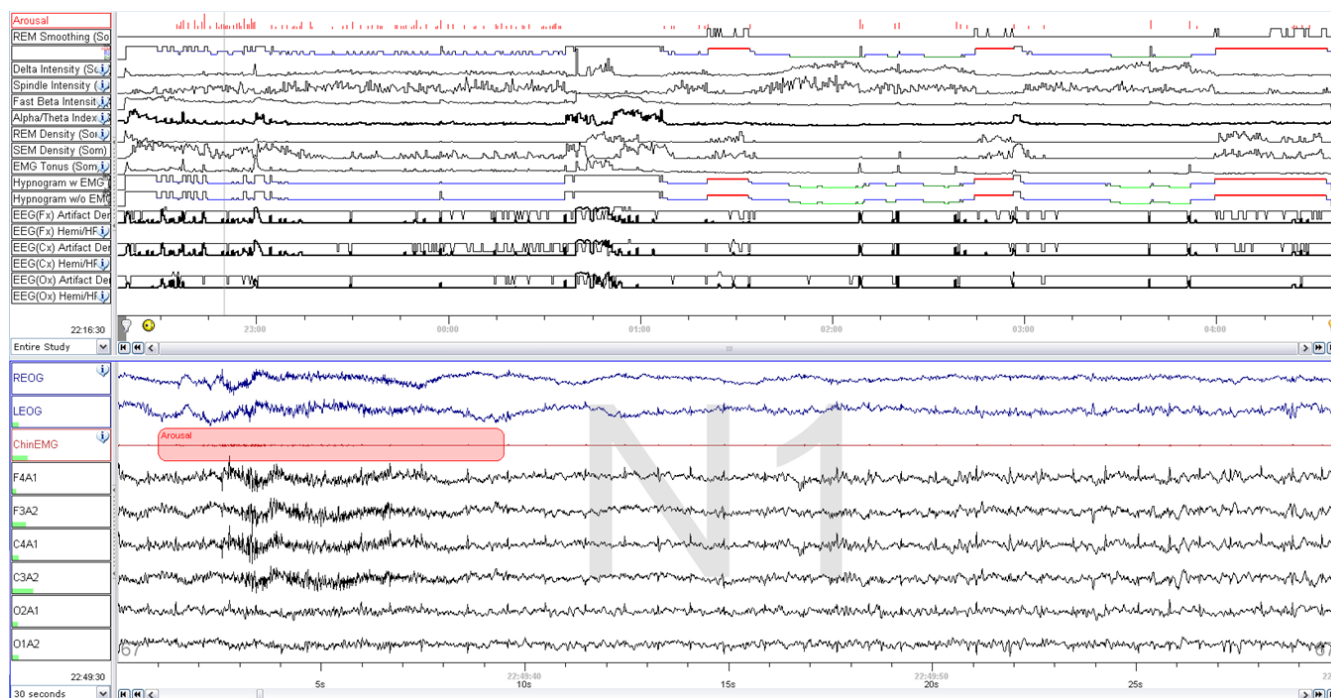 Arousal
REM Smoothing (So
Delta Intensity (So
Spindle Intensity (
Fast Beta Intensit
Alpha/Theta Index
REM Density (Som
SEM Density (Som)
EMG Tonus (Som
Hypnogram w EMG
Hypnogram w/o EMG
EEG(Fx) Artifact Der
EEG(Fx) Hemi/HF
EEG(Cx) Artifact Der
EEG(Cx) Hemi/HF
EEG(Ox) Artifact Der
EEG(Ox) Hemi/HF
22:16:30 23:00 00:00 01:00 02:00 03:00 04:00
Entire Study
REOG
LEOG
ChinEMG Arousal
N1
F4A1
F3A2
C4A1
C3A2
O2A1
O1A2
67
22:49:30 5s 22:49:40 10s 15s 22:49:50 20s 25s
30 seconds